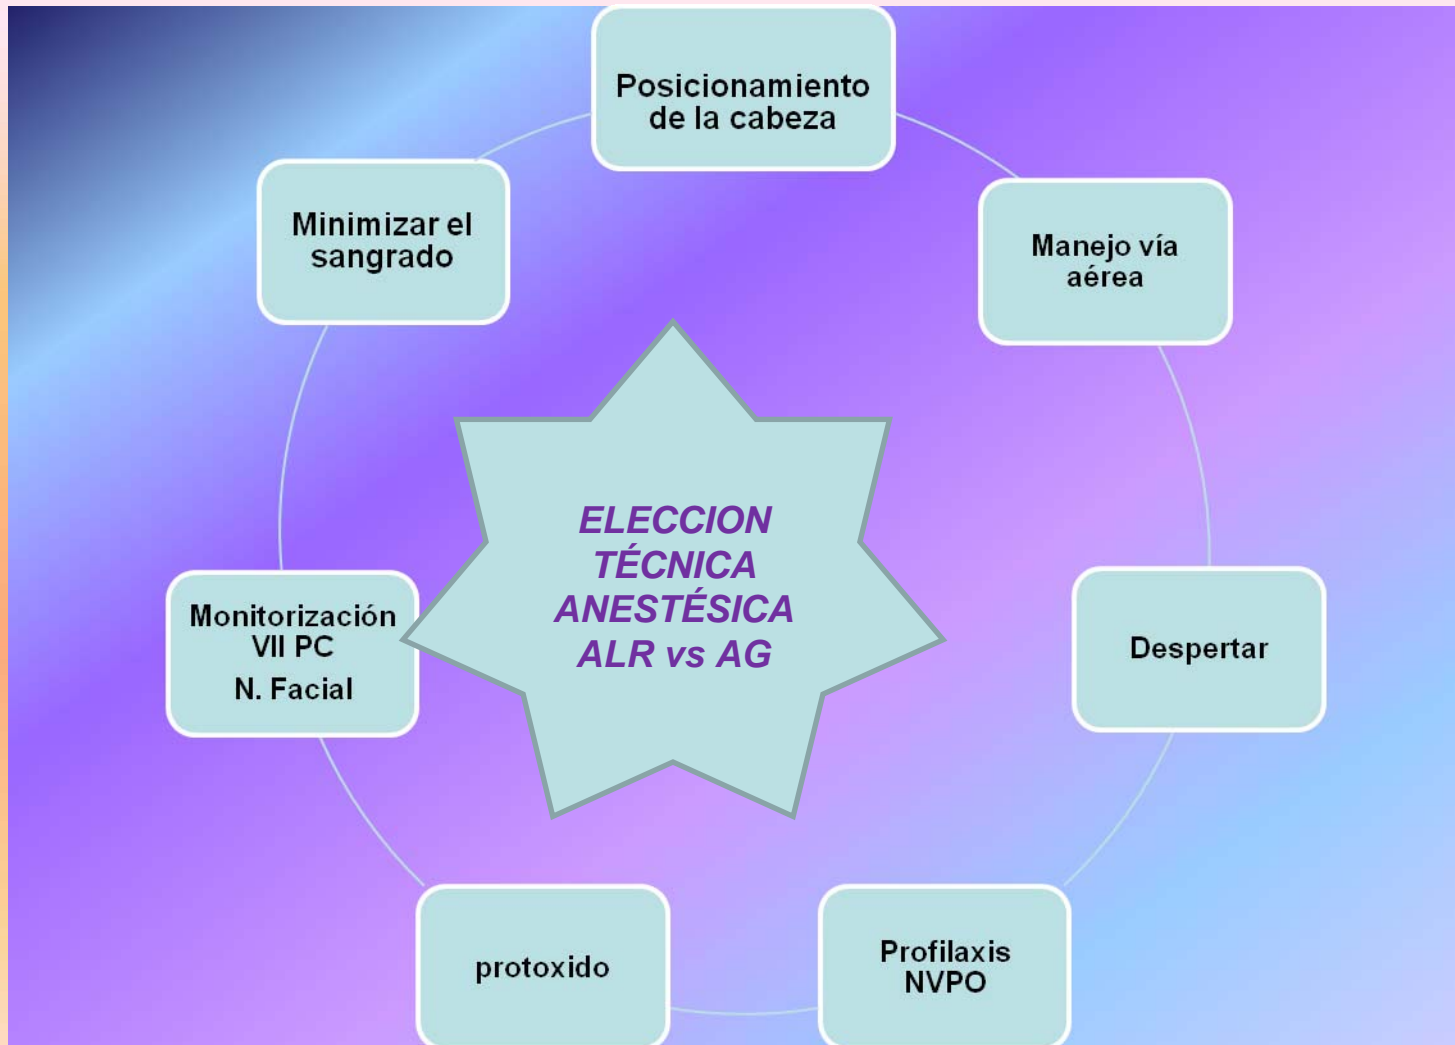 Posicionamiento
de la cabeza
Manejo vía
aérea
Despertar
Profilaxis
NVPO
protoxido
Monitorización
VII PC
N. Facial
Minimizar el
sangrado
ELECCION
TÉCNICA
ANESTÉSICA
ALR vs AG